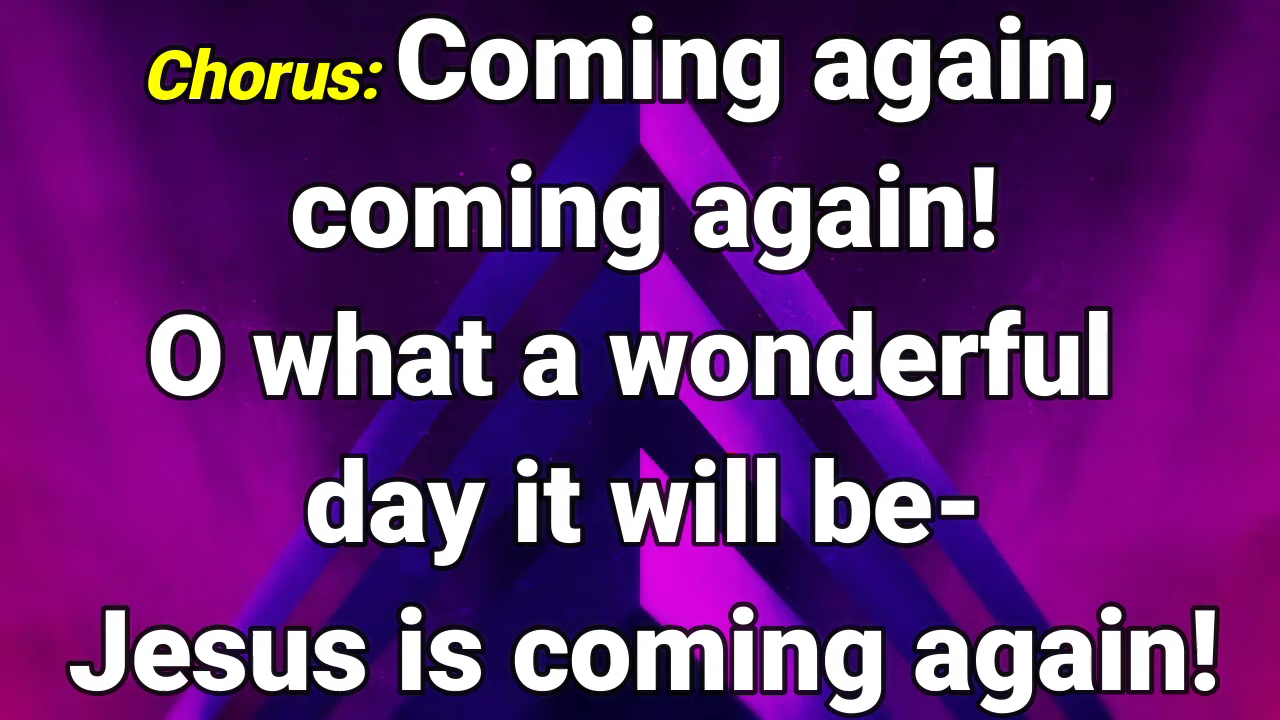 Chorus: Coming again,
coming again!
O what a wonderful
day it will be-
Jesus is coming again!